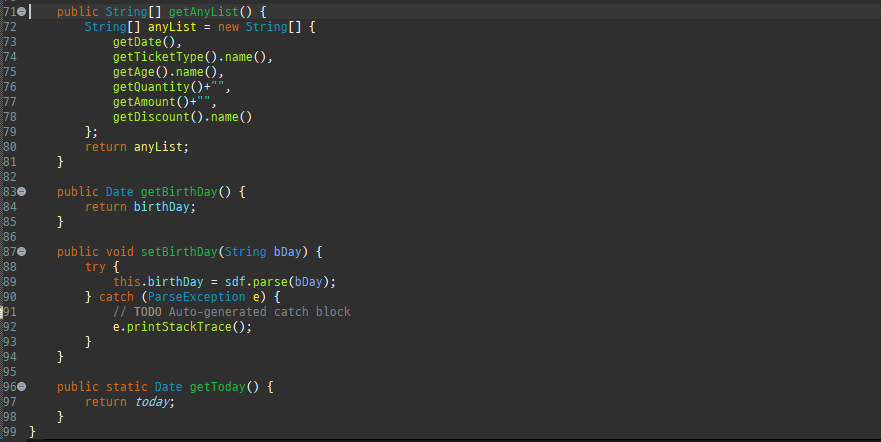 71 public String[] getAnyList() {
72 String[] anyList = new String[] {
73 getDate(),
74 getTicketType().name(),
75 getAge().name(),
76 getQuantity()+"",
77 getAmount()+"",
78 getDiscount().name()
79 };
80 return anyList;
81 }
82
83 public Date getBirthDay() {
84 return birthDay;
85 }
86
87 public void setBirthDay(String bDay) {
88 try {
89 this.birthDay = sdf.parse(bDay);
90 } catch (ParseException e) {
91 // TODO Auto-generated catch block
92 e.printStackTrace();
93 }
94 }
95
96 public static Date getToday() {
97 return today;
98 }
99 }